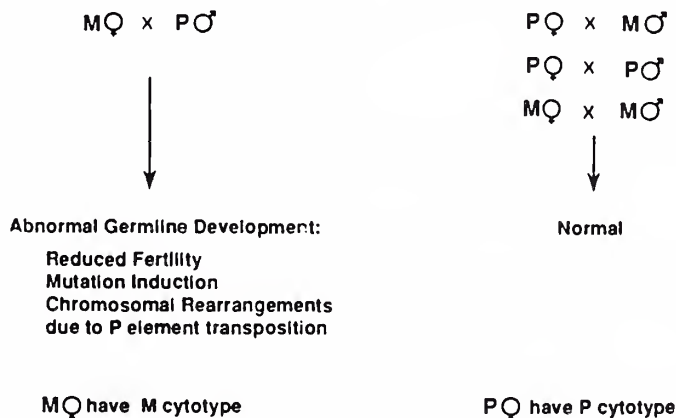 M♀ x P♂
P♀ x M♂
P♀ x P♂
M♀ x M♂
Abnormal Germline Development:
Reduced Fertility
Mutation Induction
Chromosomal Rearrangements
due to P element transposition
Normal
M♀ have M cytotype
P♀ have P cytotype